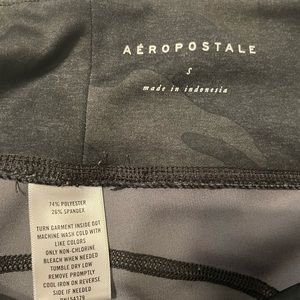 AÉROPOSTALE
S
made in indonesia
74% POLYESTER
26% SPANDEX
TURN GARMENT INSIDE OUT
MACHINE WASH COLD WITH
LIKE COLORS
ONLY NON-CHLORINE
BLEACH WHEN NEEDED
TUMBLE DRY LOW
REMOVE PROMPTLY
COOL IRON ON REVERSE
SIDE IF NEEDED